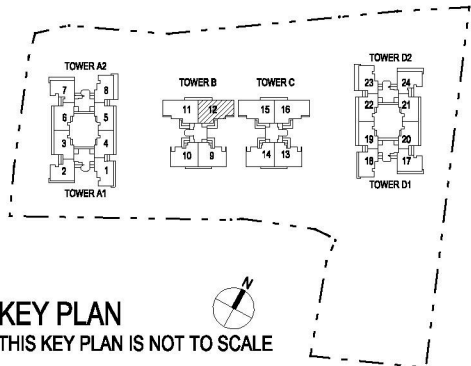 TOWER A2
TOWER B
TOWER C
TOWER D2
7 8
6 5
3 4
2 1
TOWER A1
11 12
10 9
15 16
14 13
23 24
22 21
19 20
18 17
TOWER D1
N
KEY PLAN
THIS KEY PLAN IS NOT TO SCALE